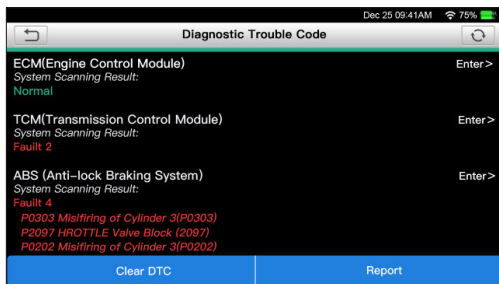 Dec 25 09:41AM 75%
Diagnostic Trouble Code
ECM(Engine Control Module) Enter>
System Scanning Result:
Normal
TCM(Transmission Control Module) Enter>
System Scanning Result:
Fauilt 2
ABS (Anti-lock Braking System) Enter>
System Scanning Result:
Fauilt 4
P0303 Misifiring of Cylinder 3(P0303)
P2097 HROTTLE Valve Block (2097)
P0202 Misifiring of Cylinder 3(P0202)
Clear DTC Report